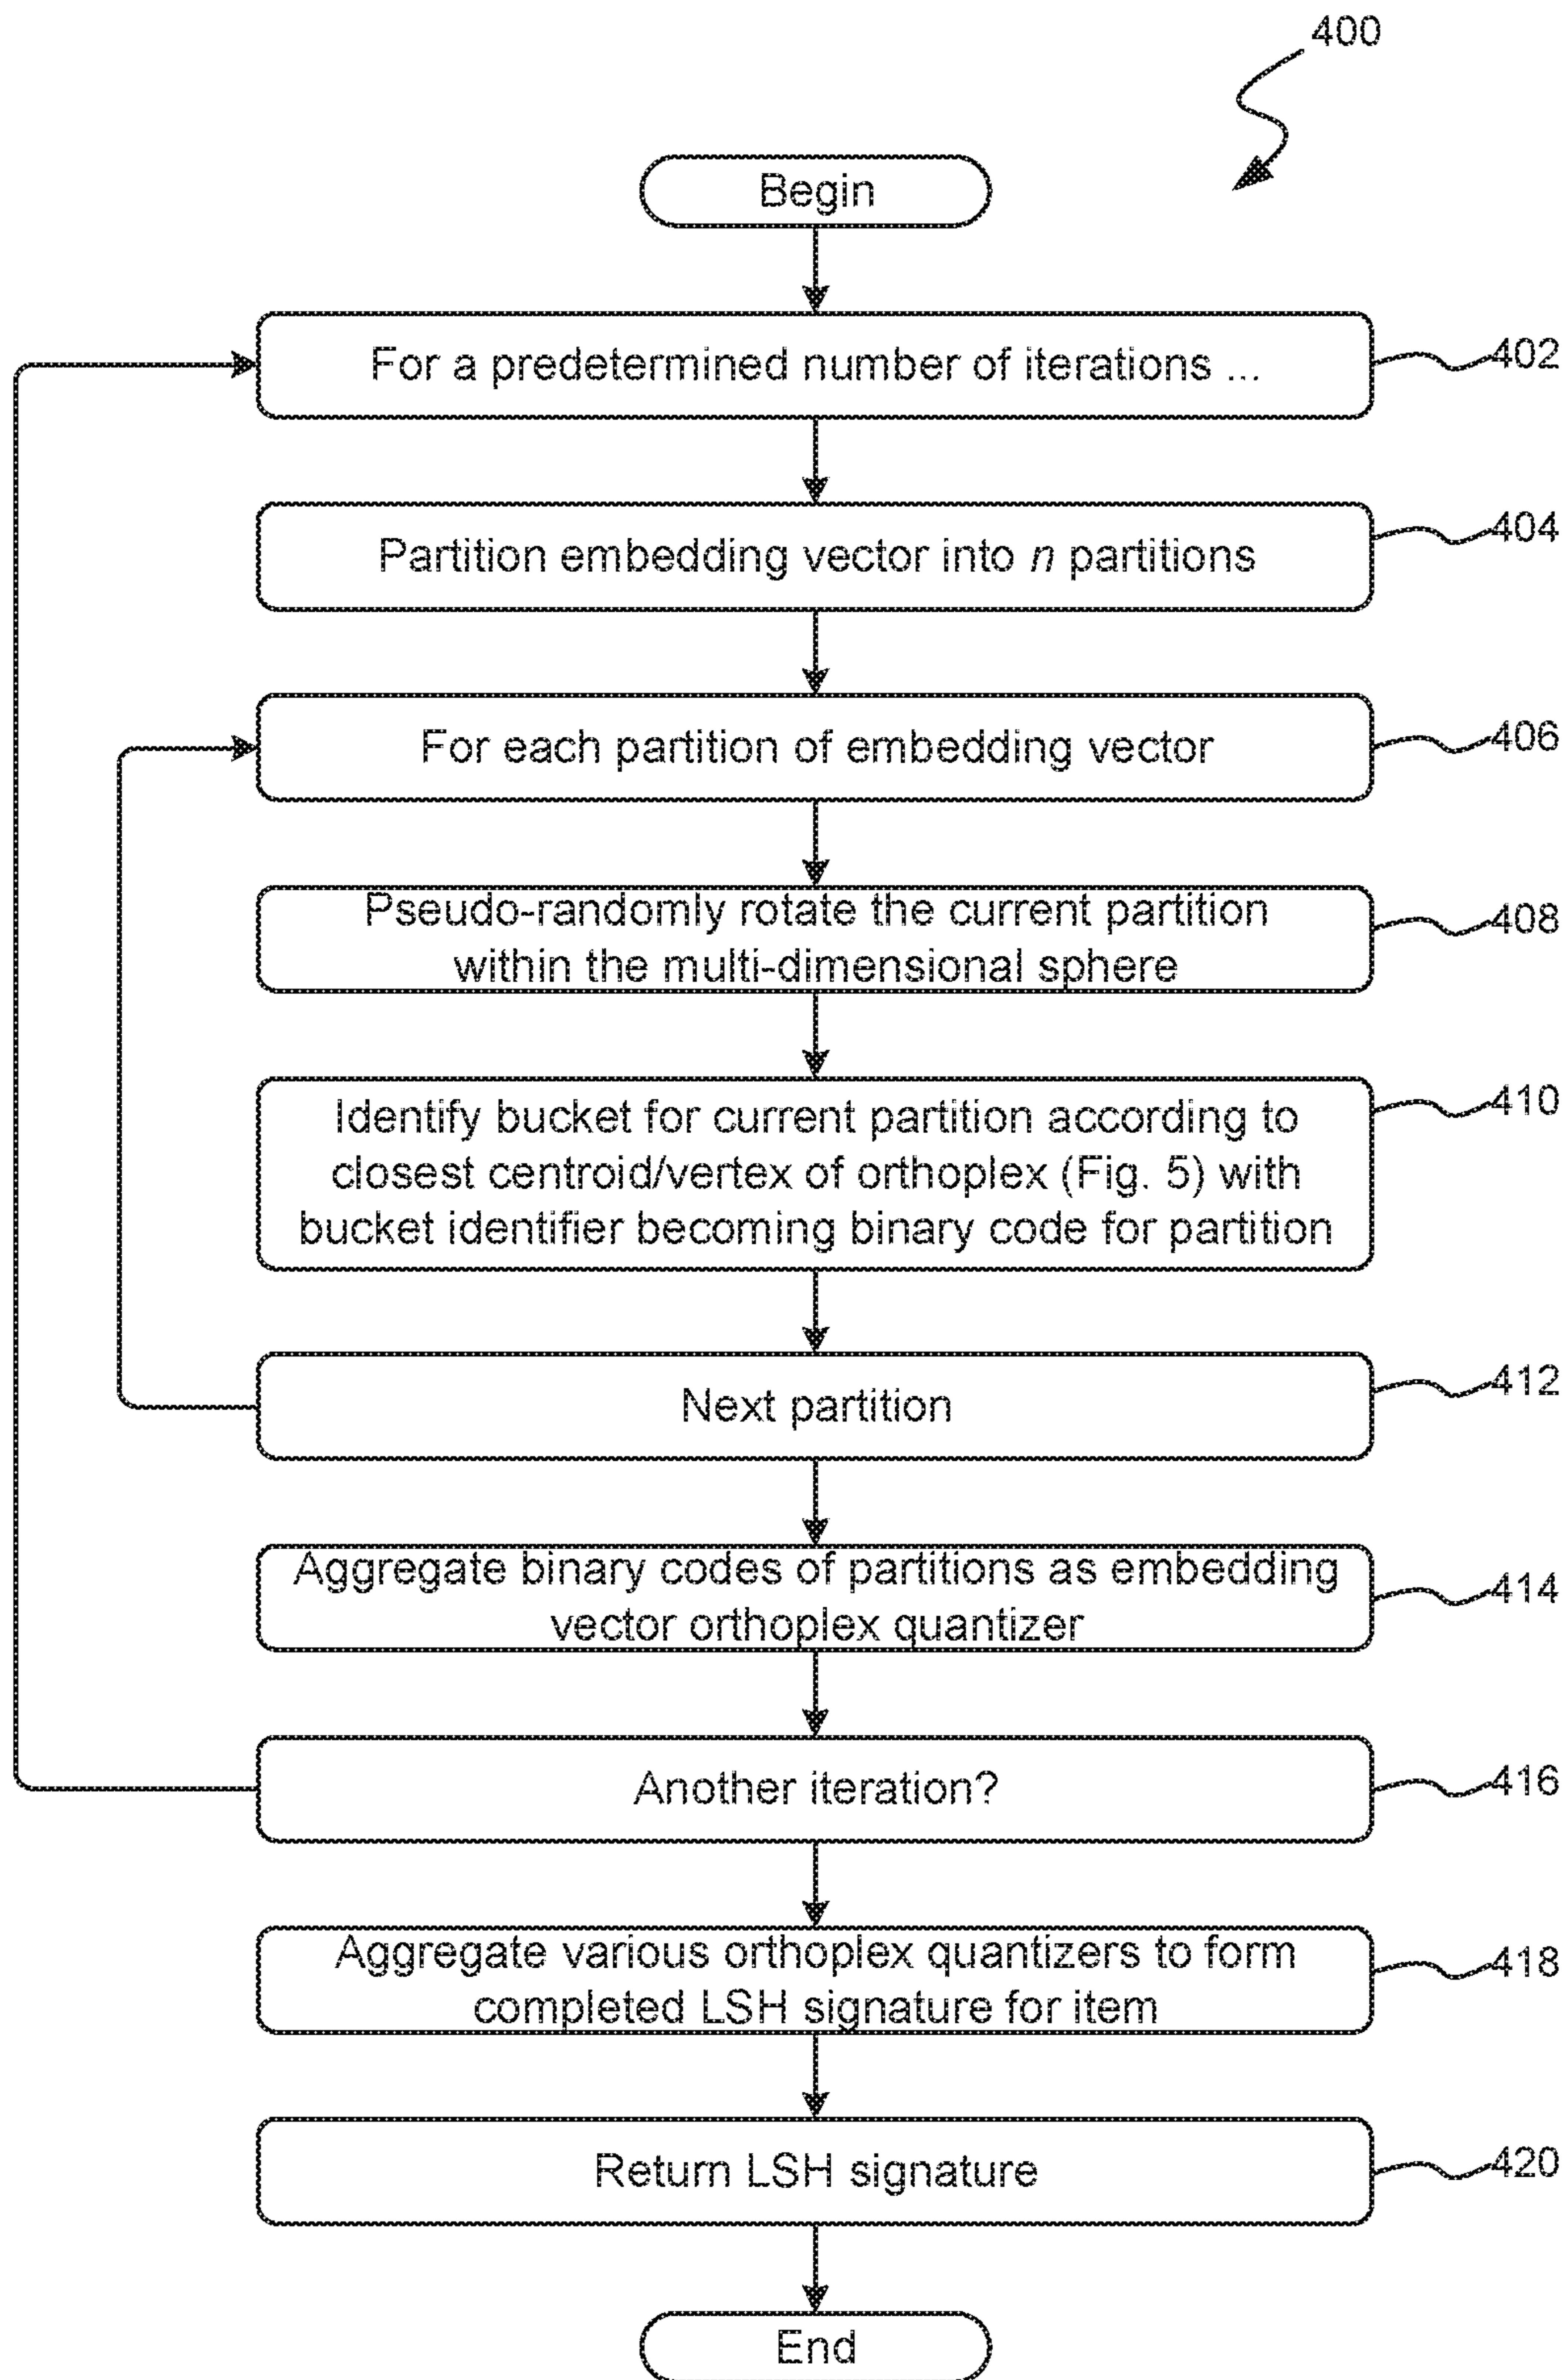 400
Begin
For a predetermined number of iterations ...
402
Partition embedding vector into n partitions
404
For each partition of embedding vector
406
Pseudo-randomly rotate the current partition
within the multi-dimensional sphere
408
Identify bucket for current partition according to
closest centroid/vertex of orthoplex (Fig. 5) with
bucket identifier becoming binary code for partition
410
Next partition
412
Aggregate binary codes of partitions as embedding
vector orthoplex quantizer
414
Another iteration?
416
Aggregate various orthoplex quantizers to form
completed LSH signature for item
418
Return LSH signature
420
End